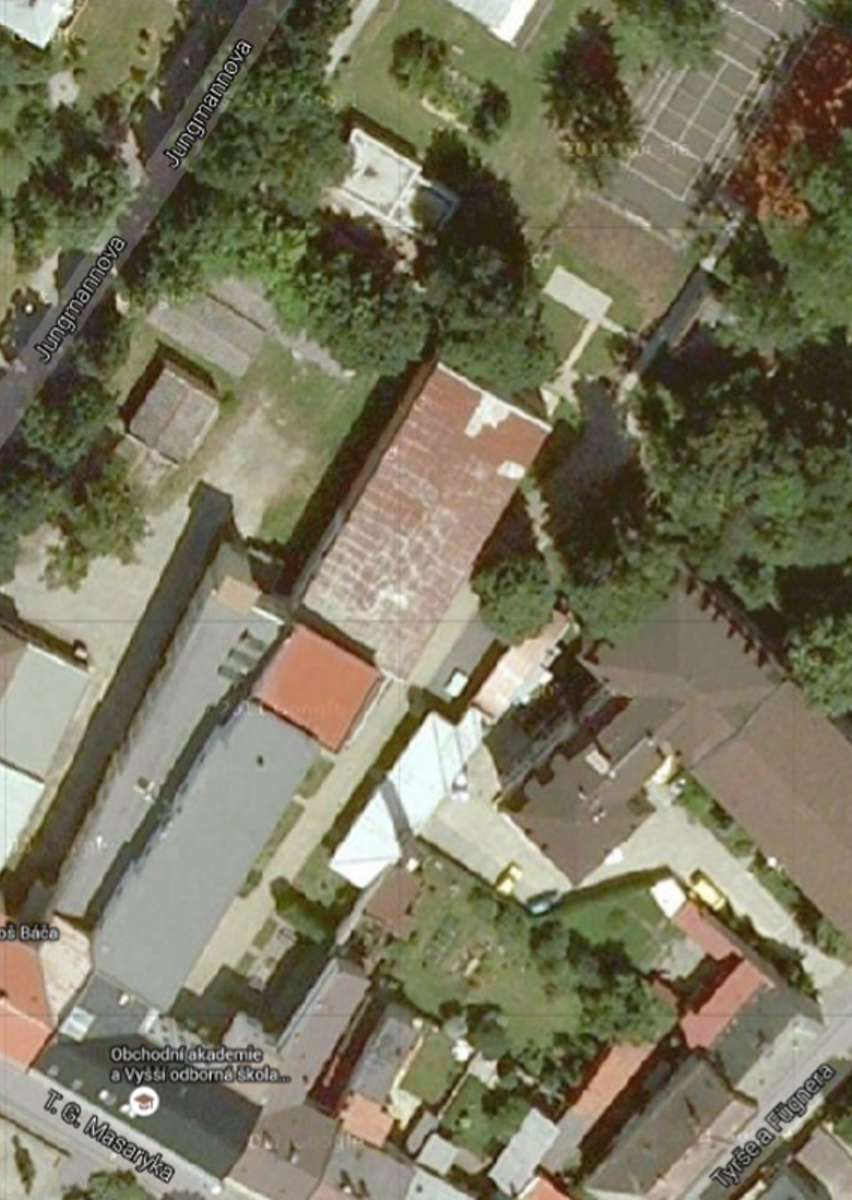 Jungmannova
Jungmannova
oš Báča
Obchodní akademie
a Vyšší odborná škola...
T. G. Masaryka
Tyrše a Fügnera